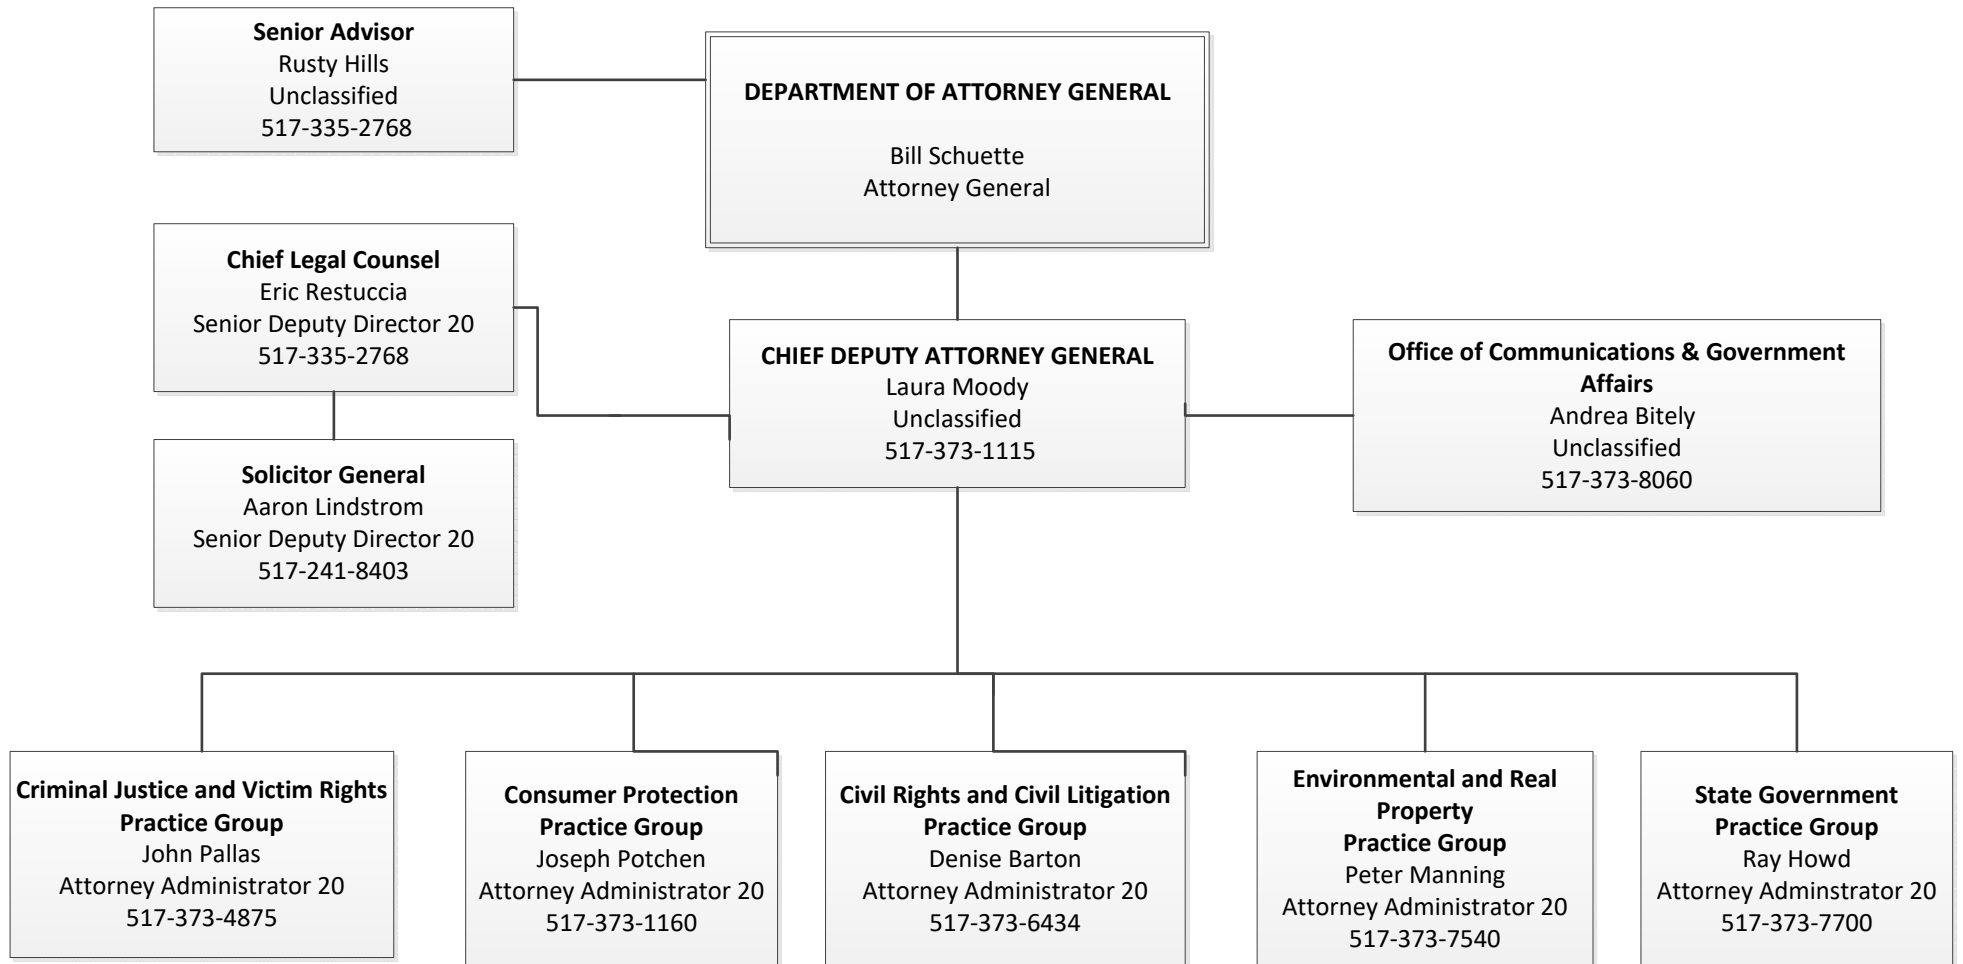 Senior Advisor
Rusty Hills
Unclassified
517-335-2768
DEPARTMENT OF ATTORNEY GENERAL
Bill Schuette
Attorney General
Chief Legal Counsel
Eric Restuccia
Senior Deputy Director 20
517-335-2768
CHIEF DEPUTY ATTORNEY GENERAL
Laura Moody
Unclassified
517-373-1115
Office of Communications & Government
Affairs
Andrea Bitely
Unclassified
517-373-8060
Solicitor General
Aaron Lindstrom
Senior Deputy Director 20
517-241-8403
Criminal Justice and Victim Rights
Practice Group
John Pallas
Attorney Administrator 20
517-373-4875
Consumer Protection
Practice Group
Joseph Potchen
Attorney Administrator 20
517-373-1160
Civil Rights and Civil Litigation
Practice Group
Denise Barton
Attorney Administrator 20
517-373-6434
Environmental and Real
Property
Practice Group
Peter Manning
Attorney Administrator 20
517-373-7540
State Government
Practice Group
Ray Howd
Attorney Adminstrator 20
517-373-7700